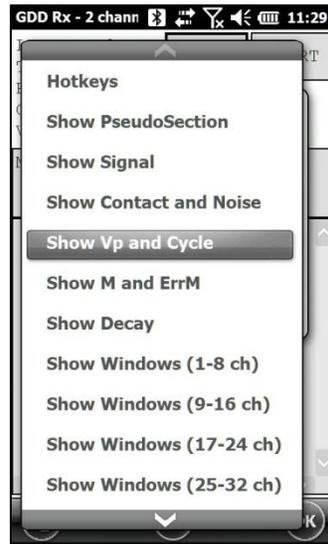 GDD Rx - 2 chann 11:29
RT
Hotkeys
Show PseudoSection
Show Signal
Show Contact and Noise
Show Vp and Cycle
Show M and ErrM
Show Decay
Show Windows (1-8 ch)
Show Windows (9-16 ch)
Show Windows (17-24 ch)
Show Windows (25-32 ch)